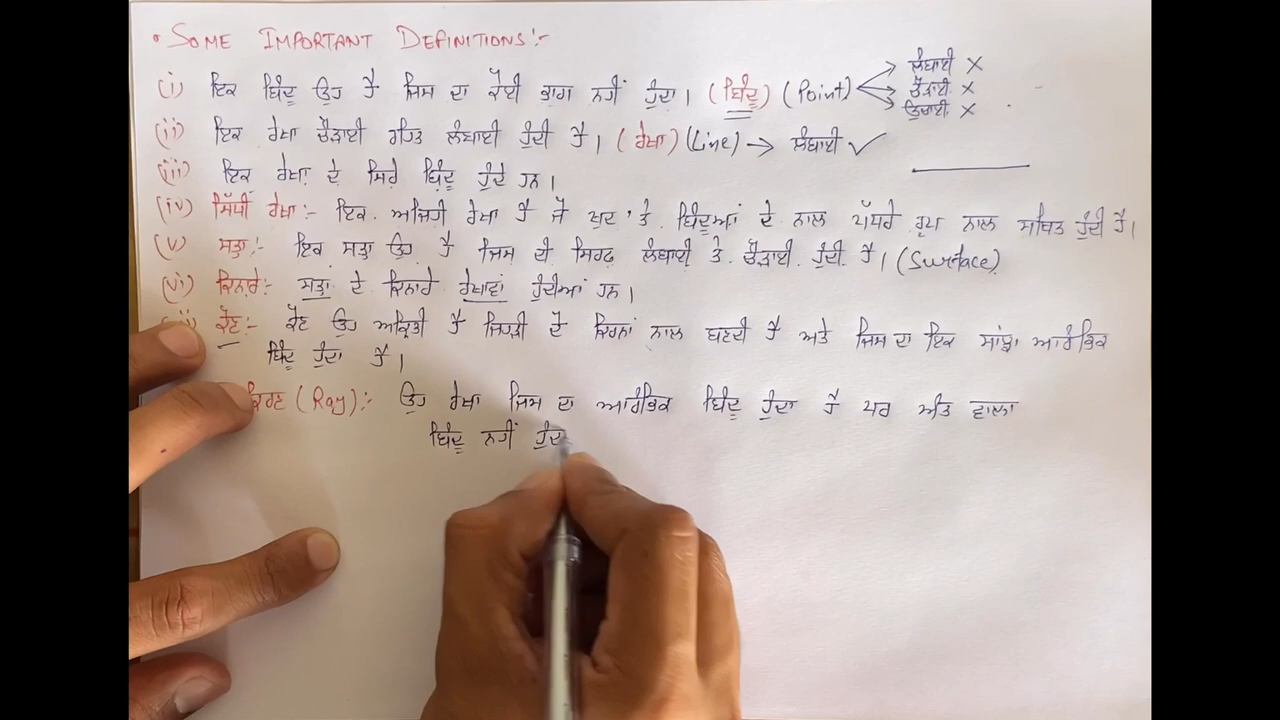 • SOME IMPORTANT DEFINITIONS:-
(i) ਇਕ ਬਿੰਦੂ ਉਹ ਹੈ ਜਿਸ ਦਾ ਕੋਈ ਭਾਗ ਨਹੀਂ ਹੁੰਦਾ। (ਬਿੰਦੂ) (Point)
ਲੰਬਾਈ ×
ਚੌੜਾਈ ×
ਉਚਾਈ ×
(ii) ਇਕ ਰੇਖਾ ਚੌੜਾਈ ਰਹਿਤ ਲੰਬਾਈ ਹੁੰਦੀ ਹੈ। (ਰੇਖਾ) (Line) → ਲੰਬਾਈ ✓
(iii) ਇਕ ਰੇਖਾ ਦੇ ਸਿਰੇ ਬਿੰਦੂ ਹੁੰਦੇ ਹਨ।
(iv) ਸਿੱਧੀ ਰੇਖਾ:- ਇਕ ਅਜਿਹੀ ਰੇਖਾ ਹੈ ਜੋ ਖੁਦ 'ਤੇ ਬਿੰਦੂਆਂ ਦੇ ਨਾਲ ਪੱਧਰੇ ਰੂਪ ਨਾਲ ਸਥਿਤ ਹੁੰਦੀ ਹੈ।
(v) ਸਤ੍ਹਾ:- ਇਕ ਸਤ੍ਹਾ ਉਹ ਹੈ ਜਿਸ ਦੀ ਸਿਰਫ ਲੰਬਾਈ ਤੇ ਚੌੜਾਈ ਹੁੰਦੀ ਹੈ। (Surface)
(vi) ਕਿਨਾਰੇ:- ਸਤ੍ਹਾ ਦੇ ਕਿਨਾਰੇ ਰੇਖਾਵਾਂ ਹੁੰਦੀਆਂ ਹਨ।
ਕੋਣ:- ਕੋਣ ਉਹ ਆਕ੍ਰਿਤੀ ਹੈ ਜਿਹੜੀ ਦੋ ਕਿਰਨਾਂ ਨਾਲ ਬਣਦੀ ਹੈ ਅਤੇ ਜਿਸ ਦਾ ਇਕ ਸਾਂਝਾ ਆਰੰਭਿਕ
ਬਿੰਦੂ ਹੁੰਦਾ ਹੈ।
ਕਿਰਣ (Ray):- ਉਹ ਰੇਖਾ ਜਿਸ ਦਾ ਆਰੰਭਿਕ ਬਿੰਦੂ ਹੁੰਦਾ ਹੈ ਪਰ ਅੰਤ ਵਾਲਾ
ਬਿੰਦੂ ਨਹੀਂ ਹੁੰਦ